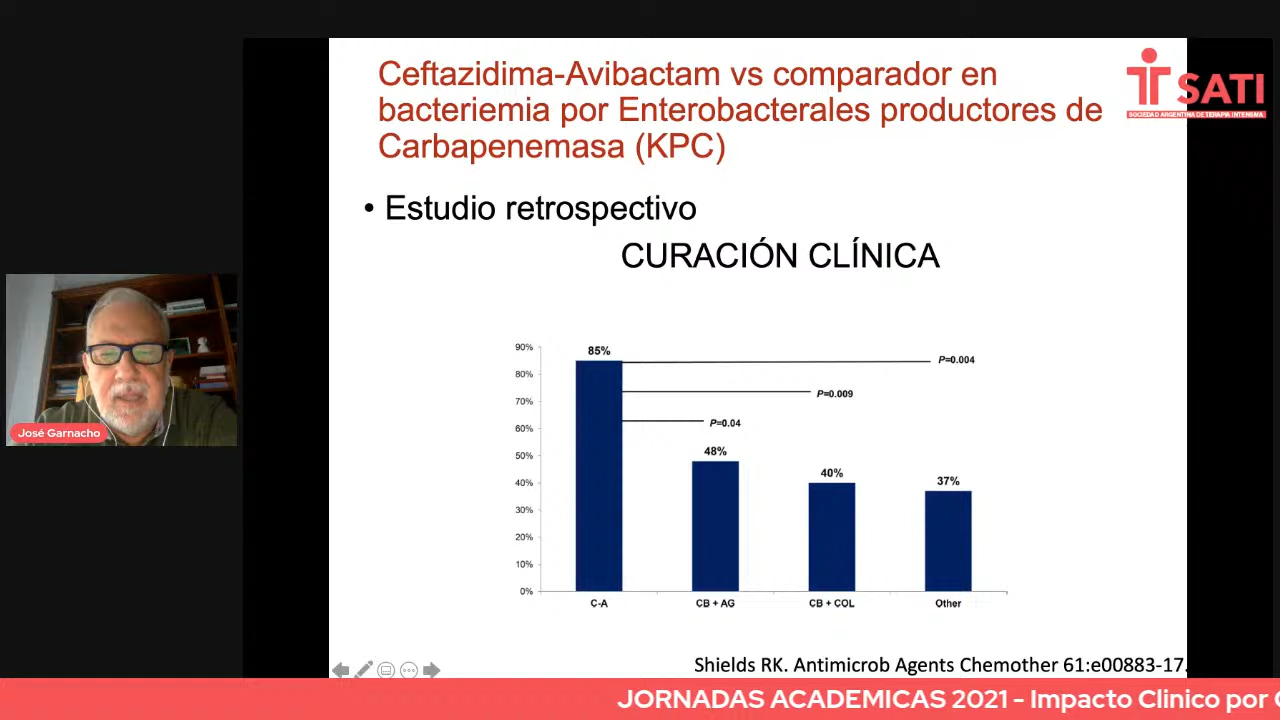 Ceftazidima-Avibactam vs comparador en
bacteriemia por Enterobacterales productores de
Carbapenemasa (KPC)
SATI
SOCIEDAD ARGENTINA DE TERAPIA INTENSIVA
• Estudio retrospectivo
CURACIÓN CLÍNICA
90%
80%
70%
60%
50%
40%
30%
20%
10%
0%
85%
48%
40%
37%
P=0.004
P=0.009
P=0.04
C-A
CB + AG
CB + COL
Other
José Garnacho
Shields RK. Antimicrob Agents Chemother 61:e00883-17.
JORNADAS ACADEMICAS 2021 - Impacto Clinico por